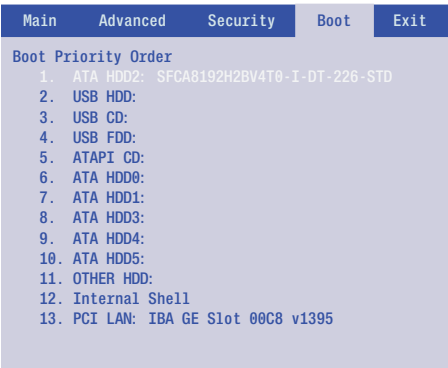 Main Advanced Security Boot Exit
Boot Priority Order
1. ATA HDD2: SFCA8192H2BV4T0-I-DT-226-STD
2. USB HDD:
3. USB CD:
4. USB FDD:
5. ATAPI CD:
6. ATA HDD0:
7. ATA HDD1:
8. ATA HDD3:
9. ATA HDD4:
10. ATA HDD5:
11. OTHER HDD:
12. Internal Shell
13. PCI LAN: IBA GE Slot 00C8 v1395